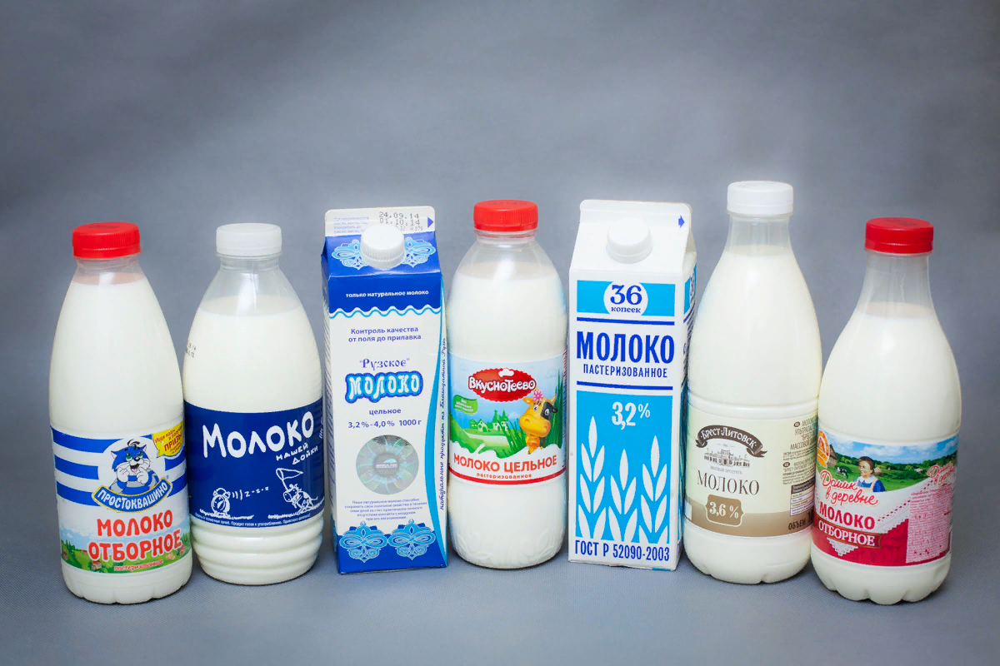 ПРОСТОКВАШИНО
МОЛОКО
ОТБОРНОЕ
пастеризованное
МОЛОКО
НАШЕЙ
ДОЙКИ
z-z-z
24.09.14
01.10.14
только натуральное молоко
Контроль качества
от поля до прилавка
"Рузское"
МОЛОКО
цельное
3,2%-4,0% 1000 г
ВКУСНОТЕЕВО
МОЛОКО ЦЕЛЬНОЕ
пастеризованное
36
копеек
МОЛОКО
ПАСТЕРИЗОВАННОЕ
3,2%
ГОСТ Р 52090-2003
БРЕСТ-ЛИТОВСК
МОЛОКО
3,6 %
ОБЪЕМ
Домик
в деревне
МОЛОКО
ОТБОРНОЕ